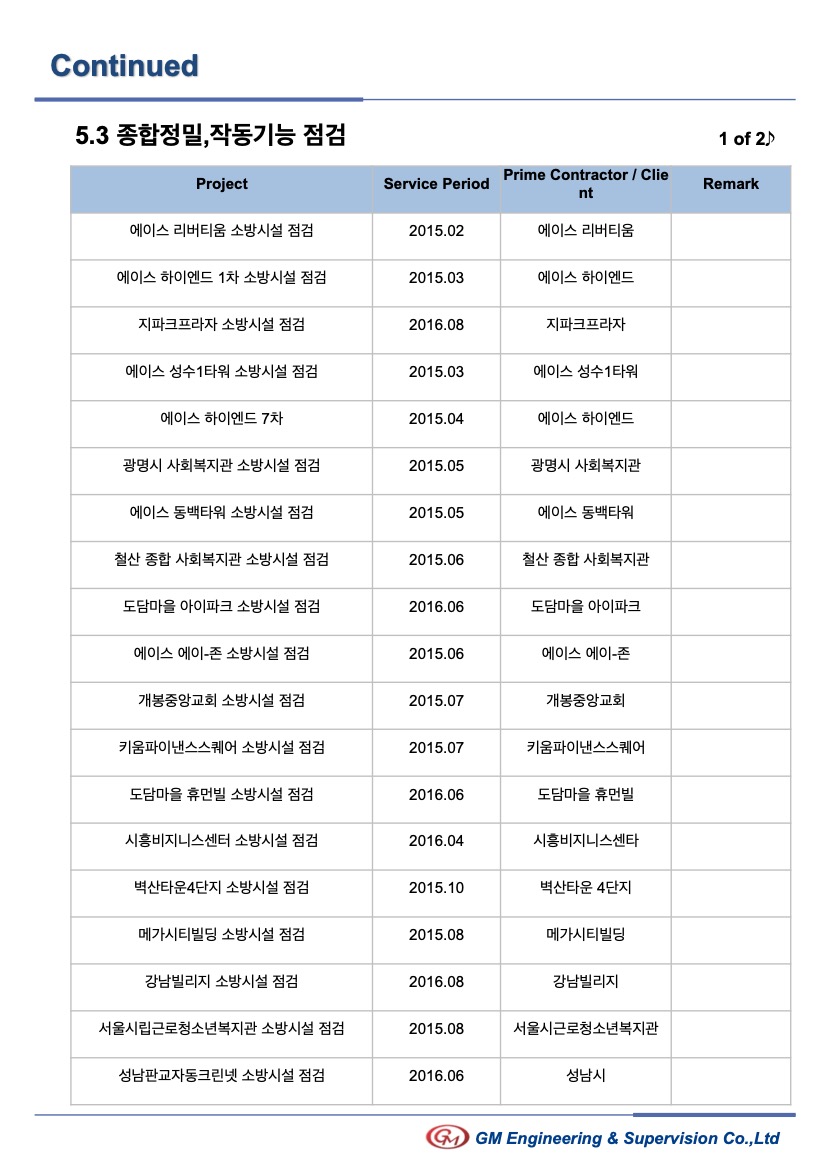 Continued
5.3 종합정밀,작동기능 점검
1 of 2♪
Project Service Period Prime Contractor / Clie
nt Remark
에이스 리버티움 소방시설 점검 2015.02 에이스 리버티움
에이스 하이엔드 1차 소방시설 점검 2015.03 에이스 하이엔드
지파크프라자 소방시설 점검 2016.08 지파크프라자
에이스 성수1타워 소방시설 점검 2015.03 에이스 성수1타워
에이스 하이엔드 7차 2015.04 에이스 하이엔드
광명시 사회복지관 소방시설 점검 2015.05 광명시 사회복지관
에이스 동백타워 소방시설 점검 2015.05 에이스 동백타워
철산 종합 사회복지관 소방시설 점검 2015.06 철산 종합 사회복지관
도담마을 아이파크 소방시설 점검 2016.06 도담마을 아이파크
에이스 에이-존 소방시설 점검 2015.06 에이스 에이-존
개봉중앙교회 소방시설 점검 2015.07 개봉중앙교회
키움파이낸스스퀘어 소방시설 점검 2015.07 키움파이낸스스퀘어
도담마을 휴먼빌 소방시설 점검 2016.06 도담마을 휴먼빌
시흥비지니스센터 소방시설 점검 2016.04 시흥비지니스센타
벽산타운4단지 소방시설 점검 2015.10 벽산타운 4단지
메가시티빌딩 소방시설 점검 2015.08 메가시티빌딩
강남빌리지 소방시설 점검 2016.08 강남빌리지
서울시립근로청소년복지관 소방시설 점검 2015.08 서울시근로청소년복지관
성남판교자동크린넷 소방시설 점검 2016.06 성남시
GM GM Engineering & Supervision Co.,Ltd